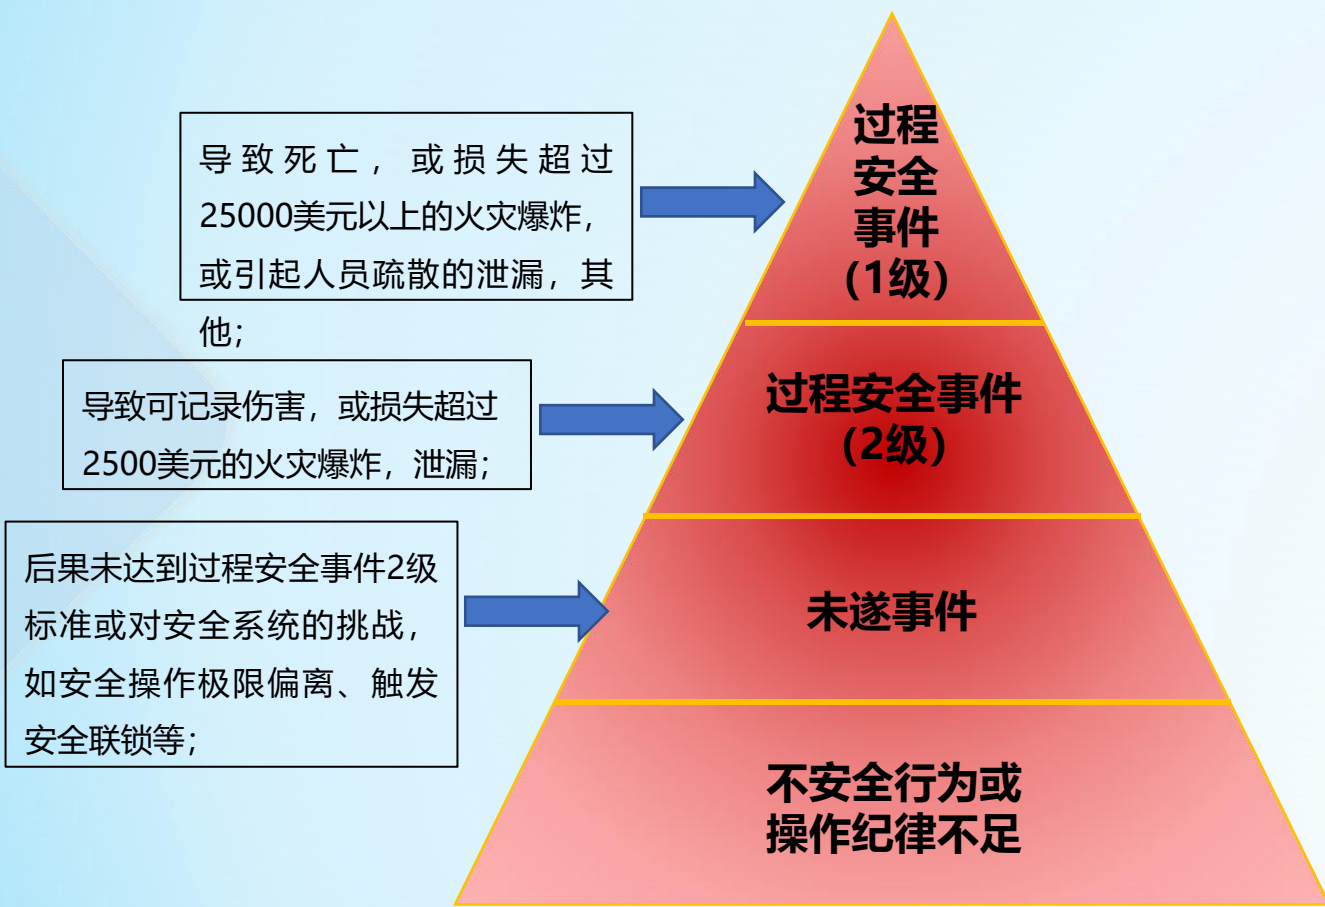 过程
安全
事件
（1级）
导致死亡，或损失超过
25000美元以上的火灾爆炸，
或引起人员疏散的泄漏，其
他；
过程安全事件
（2级）
导致可记录伤害，或损失超过
2500美元的火灾爆炸，泄漏；
未遂事件
后果未达到过程安全事件2级
标准或对安全系统的挑战，
如安全操作极限偏离、触发
安全联锁等；
不安全行为或
操作纪律不足